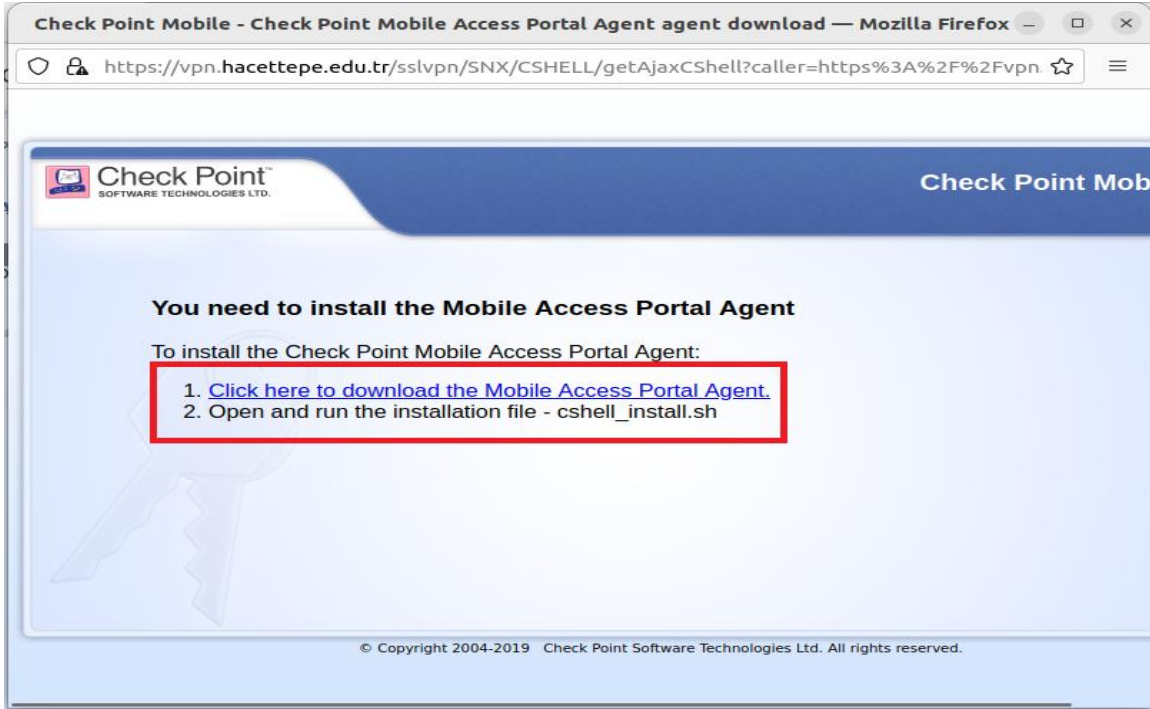 Check Point Mobile - Check Point Mobile Access Portal Agent agent download — Mozilla Firefox
https://vpn.hacettepe.edu.tr/sslvpn/SNX/CSHELL/getAjaxCShell?caller=https%3A%2F%2Fvpn.
Check Point™
SOFTWARE TECHNOLOGIES LTD.
Check Point Mob
You need to install the Mobile Access Portal Agent
To install the Check Point Mobile Access Portal Agent:
1. Click here to download the Mobile Access Portal Agent.
2. Open and run the installation file - cshell_install.sh
© Copyright 2004-2019 Check Point Software Technologies Ltd. All rights reserved.